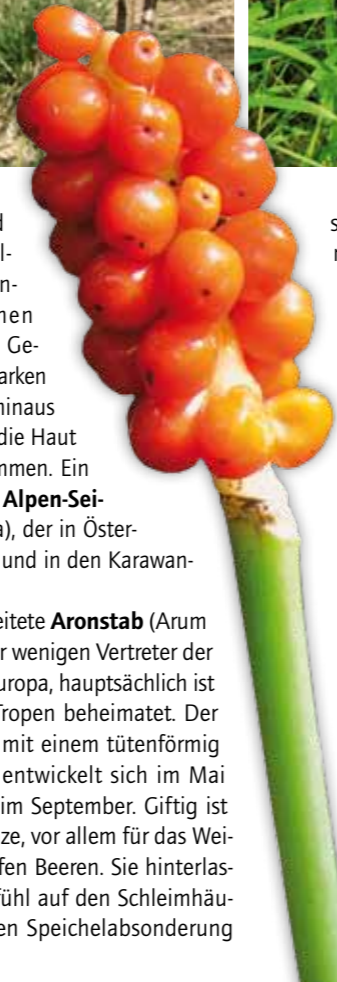 l-
n-
nen
Ge-
arken
hinaus
die Haut
mmen. Ein
Alpen-Sei-
a), der in Öster-
und in den Karawan-
eitete Aronstab (Arum
r wenigen Vertreter der
uropa, hauptsächlich ist
Tropen beheimatet. Der
mit einem tütenförmig
entwickelt sich im Mai
im September. Giftig ist
ze, vor allem für das Wei-
fen Beeren. Sie hinterlas-
fühl auf den Schleimhäu-
en Speichelabsonderung